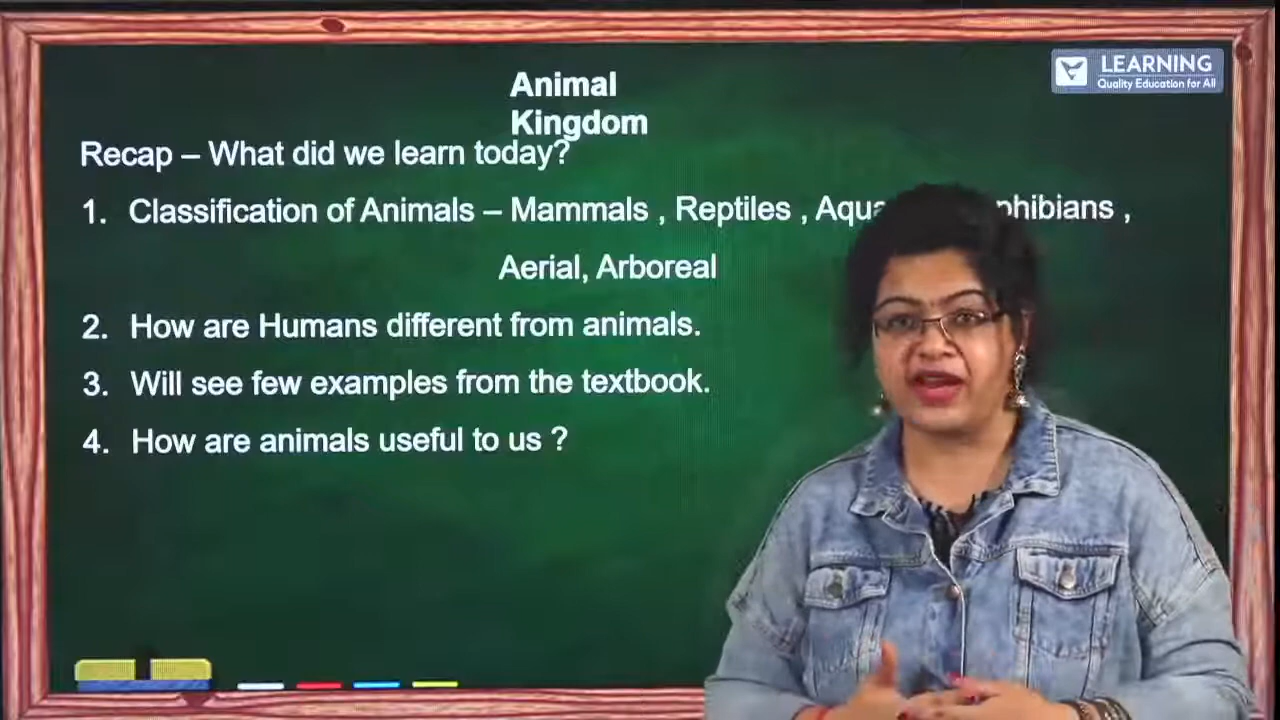 LEARNING
Quality Education for All
Animal
Kingdom
Recap – What did we learn today?
1. Classification of Animals – Mammals , Reptiles , ,
Aerial, Arboreal
2. How are Humans different from animals.
3. Will see few examples from the textbook.
4. How are animals useful to us ?